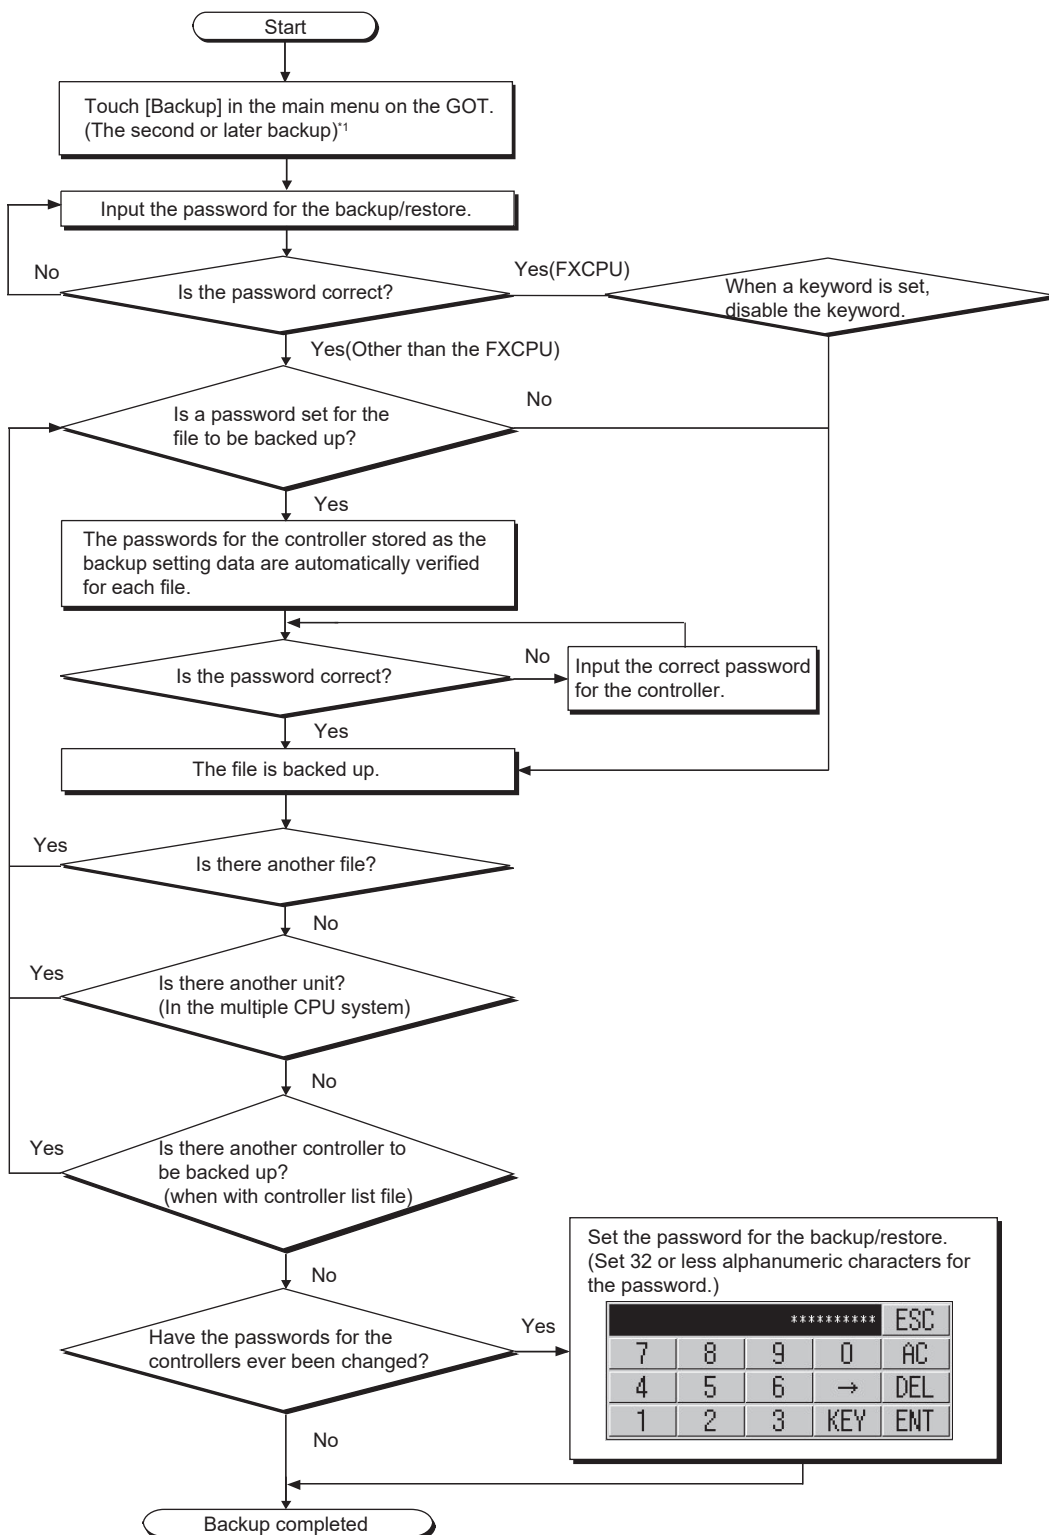 Start
Touch [Backup] in the main menu on the GOT.
(The second or later backup)*1
Input the password for the backup/restore.
No
Is the password correct?
Yes(FXCPU)
When a keyword is set,
disable the keyword.
Yes(Other than the FXCPU)
Is a password set for the
file to be backed up?
No
Yes
The passwords for the controller stored as the
backup setting data are automatically verified
for each file.
Is the password correct?
No
Input the correct password
for the controller.
Yes
The file is backed up.
Yes
Is there another file?
No
Yes
Is there another unit?
(In the multiple CPU system)
No
Yes
Is there another controller to
be backed up?
(when with controller list file)
No
Have the passwords for the
controllers ever been changed?
Yes
Set the password for the backup/restore.
(Set 32 or less alphanumeric characters for
the password.)
********** ESC
7 8 9 0 AC
4 5 6 → DEL
1 2 3 KEY ENT
No
Backup completed